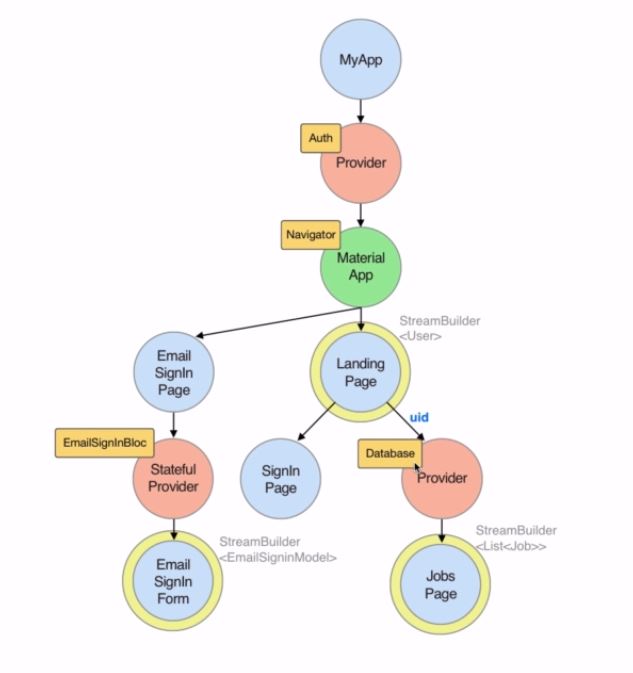 MyApp
Auth
Provider
Navigator
Material
App
StreamBuilder
<User>
Email
SignIn
Page
Landing
Page
uid
EmailSignInBloc
Stateful
Provider
SignIn
Page
Database
Provider
StreamBuilder
<EmailSigninModel>
StreamBuilder
<List<Job>>
Email
SignIn
Form
Jobs
Page